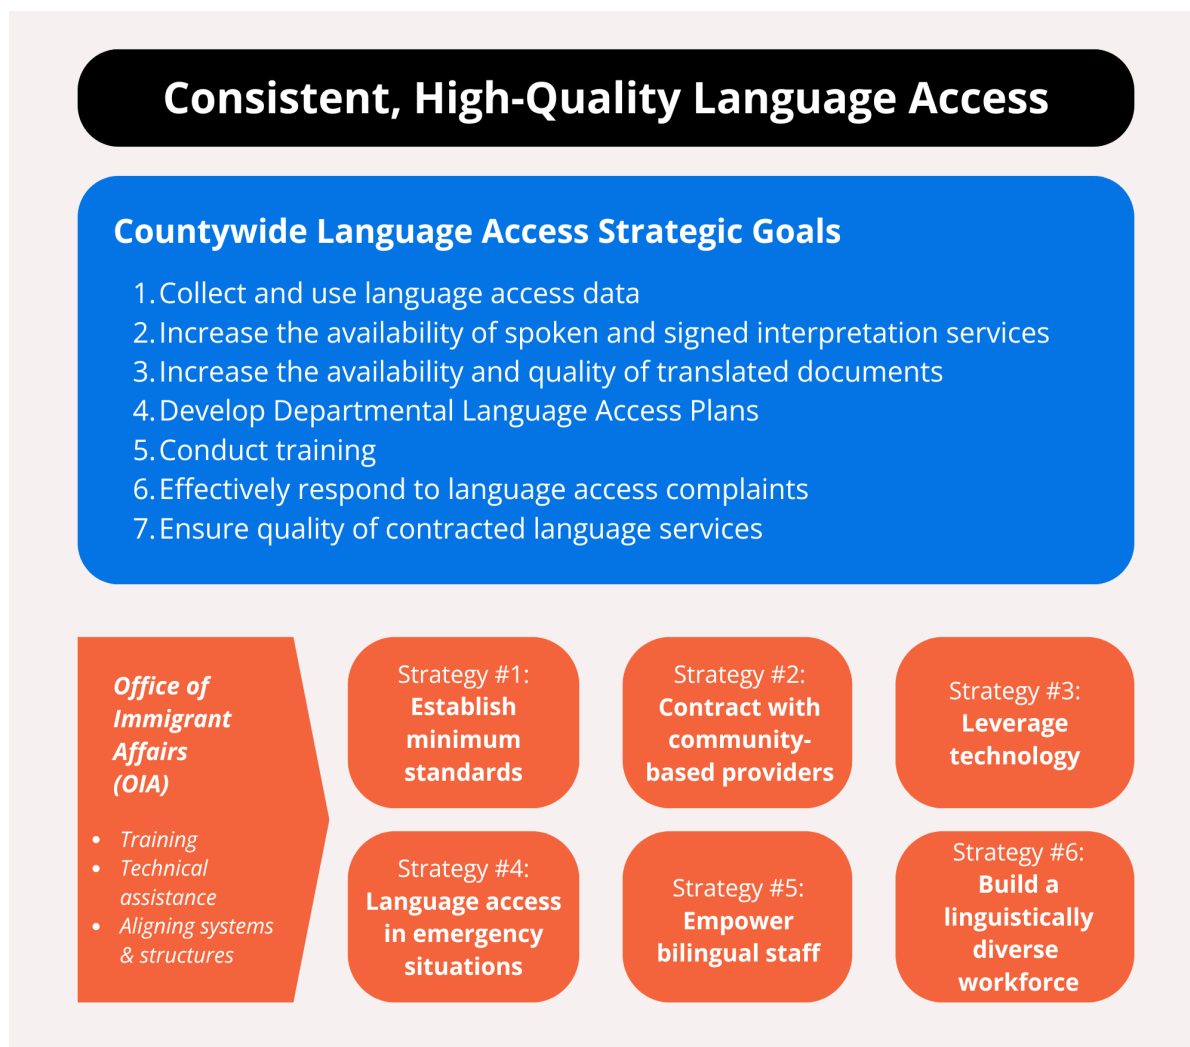 Consistent, High-Quality Language Access
Countywide Language Access Strategic Goals
1. Collect and use language access data
2. Increase the availability of spoken and signed interpretation services
3. Increase the availability and quality of translated documents
4. Develop Departmental Language Access Plans
5. Conduct training
6. Effectively respond to language access complaints
7. Ensure quality of contracted language services
Office of
Immigrant
Affairs
(OIA)
• Training
• Technical
assistance
• Aligning systems
& structures
Strategy #1:
Establish
minimum
standards
Strategy #2:
Contract with
community-
based providers
Strategy #3:
Leverage
technology
Strategy #4:
Language access
in emergency
situations
Strategy #5:
Empower
bilingual staff
Strategy #6:
Build a
linguistically
diverse
workforce